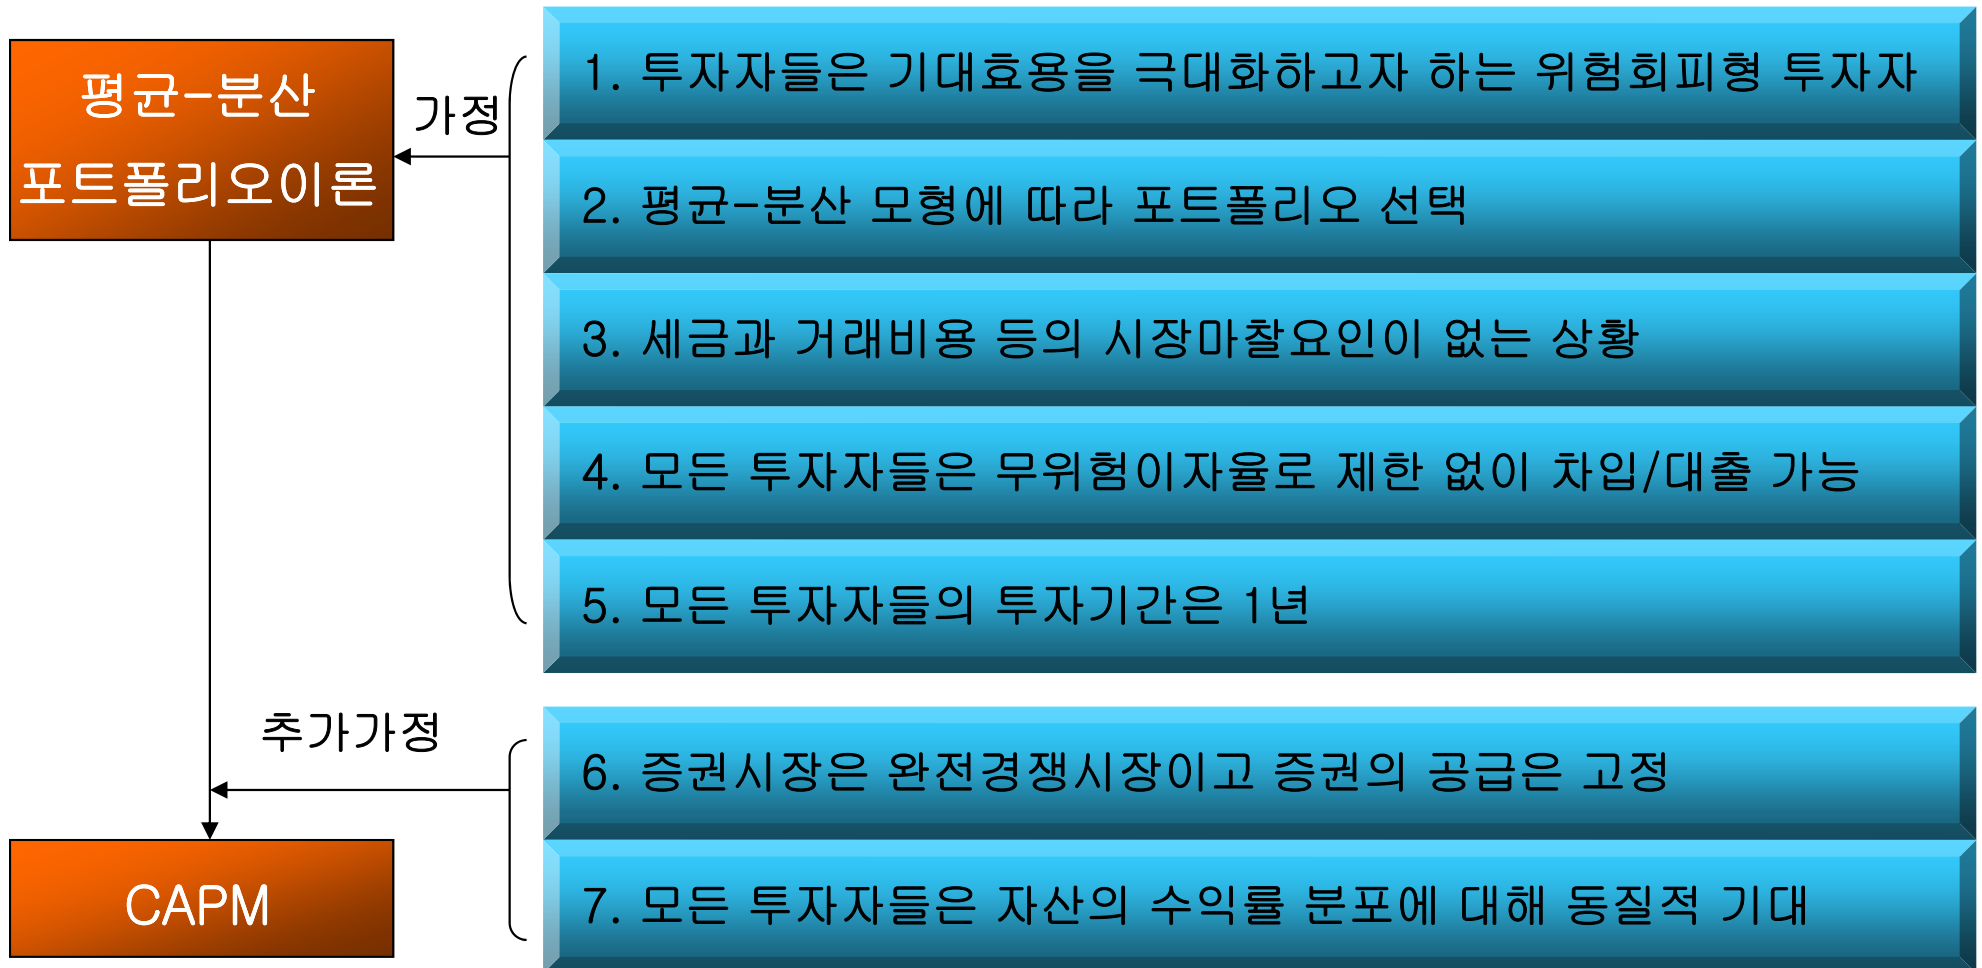 평균-분산
포트폴리오이론
가정
1. 투자자들은 기대효용을 극대화하고자 하는 위험회피형 투자자
2. 평균-분산 모형에 따라 포트폴리오 선택
3. 세금과 거래비용 등의 시장마찰요인이 없는 상황
4. 모든 투자자들은 무위험이자율로 제한 없이 차입/대출 가능
5. 모든 투자자들의 투자기간은 1년
추가가정
6. 증권시장은 완전경쟁시장이고 증권의 공급은 고정
7. 모든 투자자들은 자산의 수익률 분포에 대해 동질적 기대
CAPM